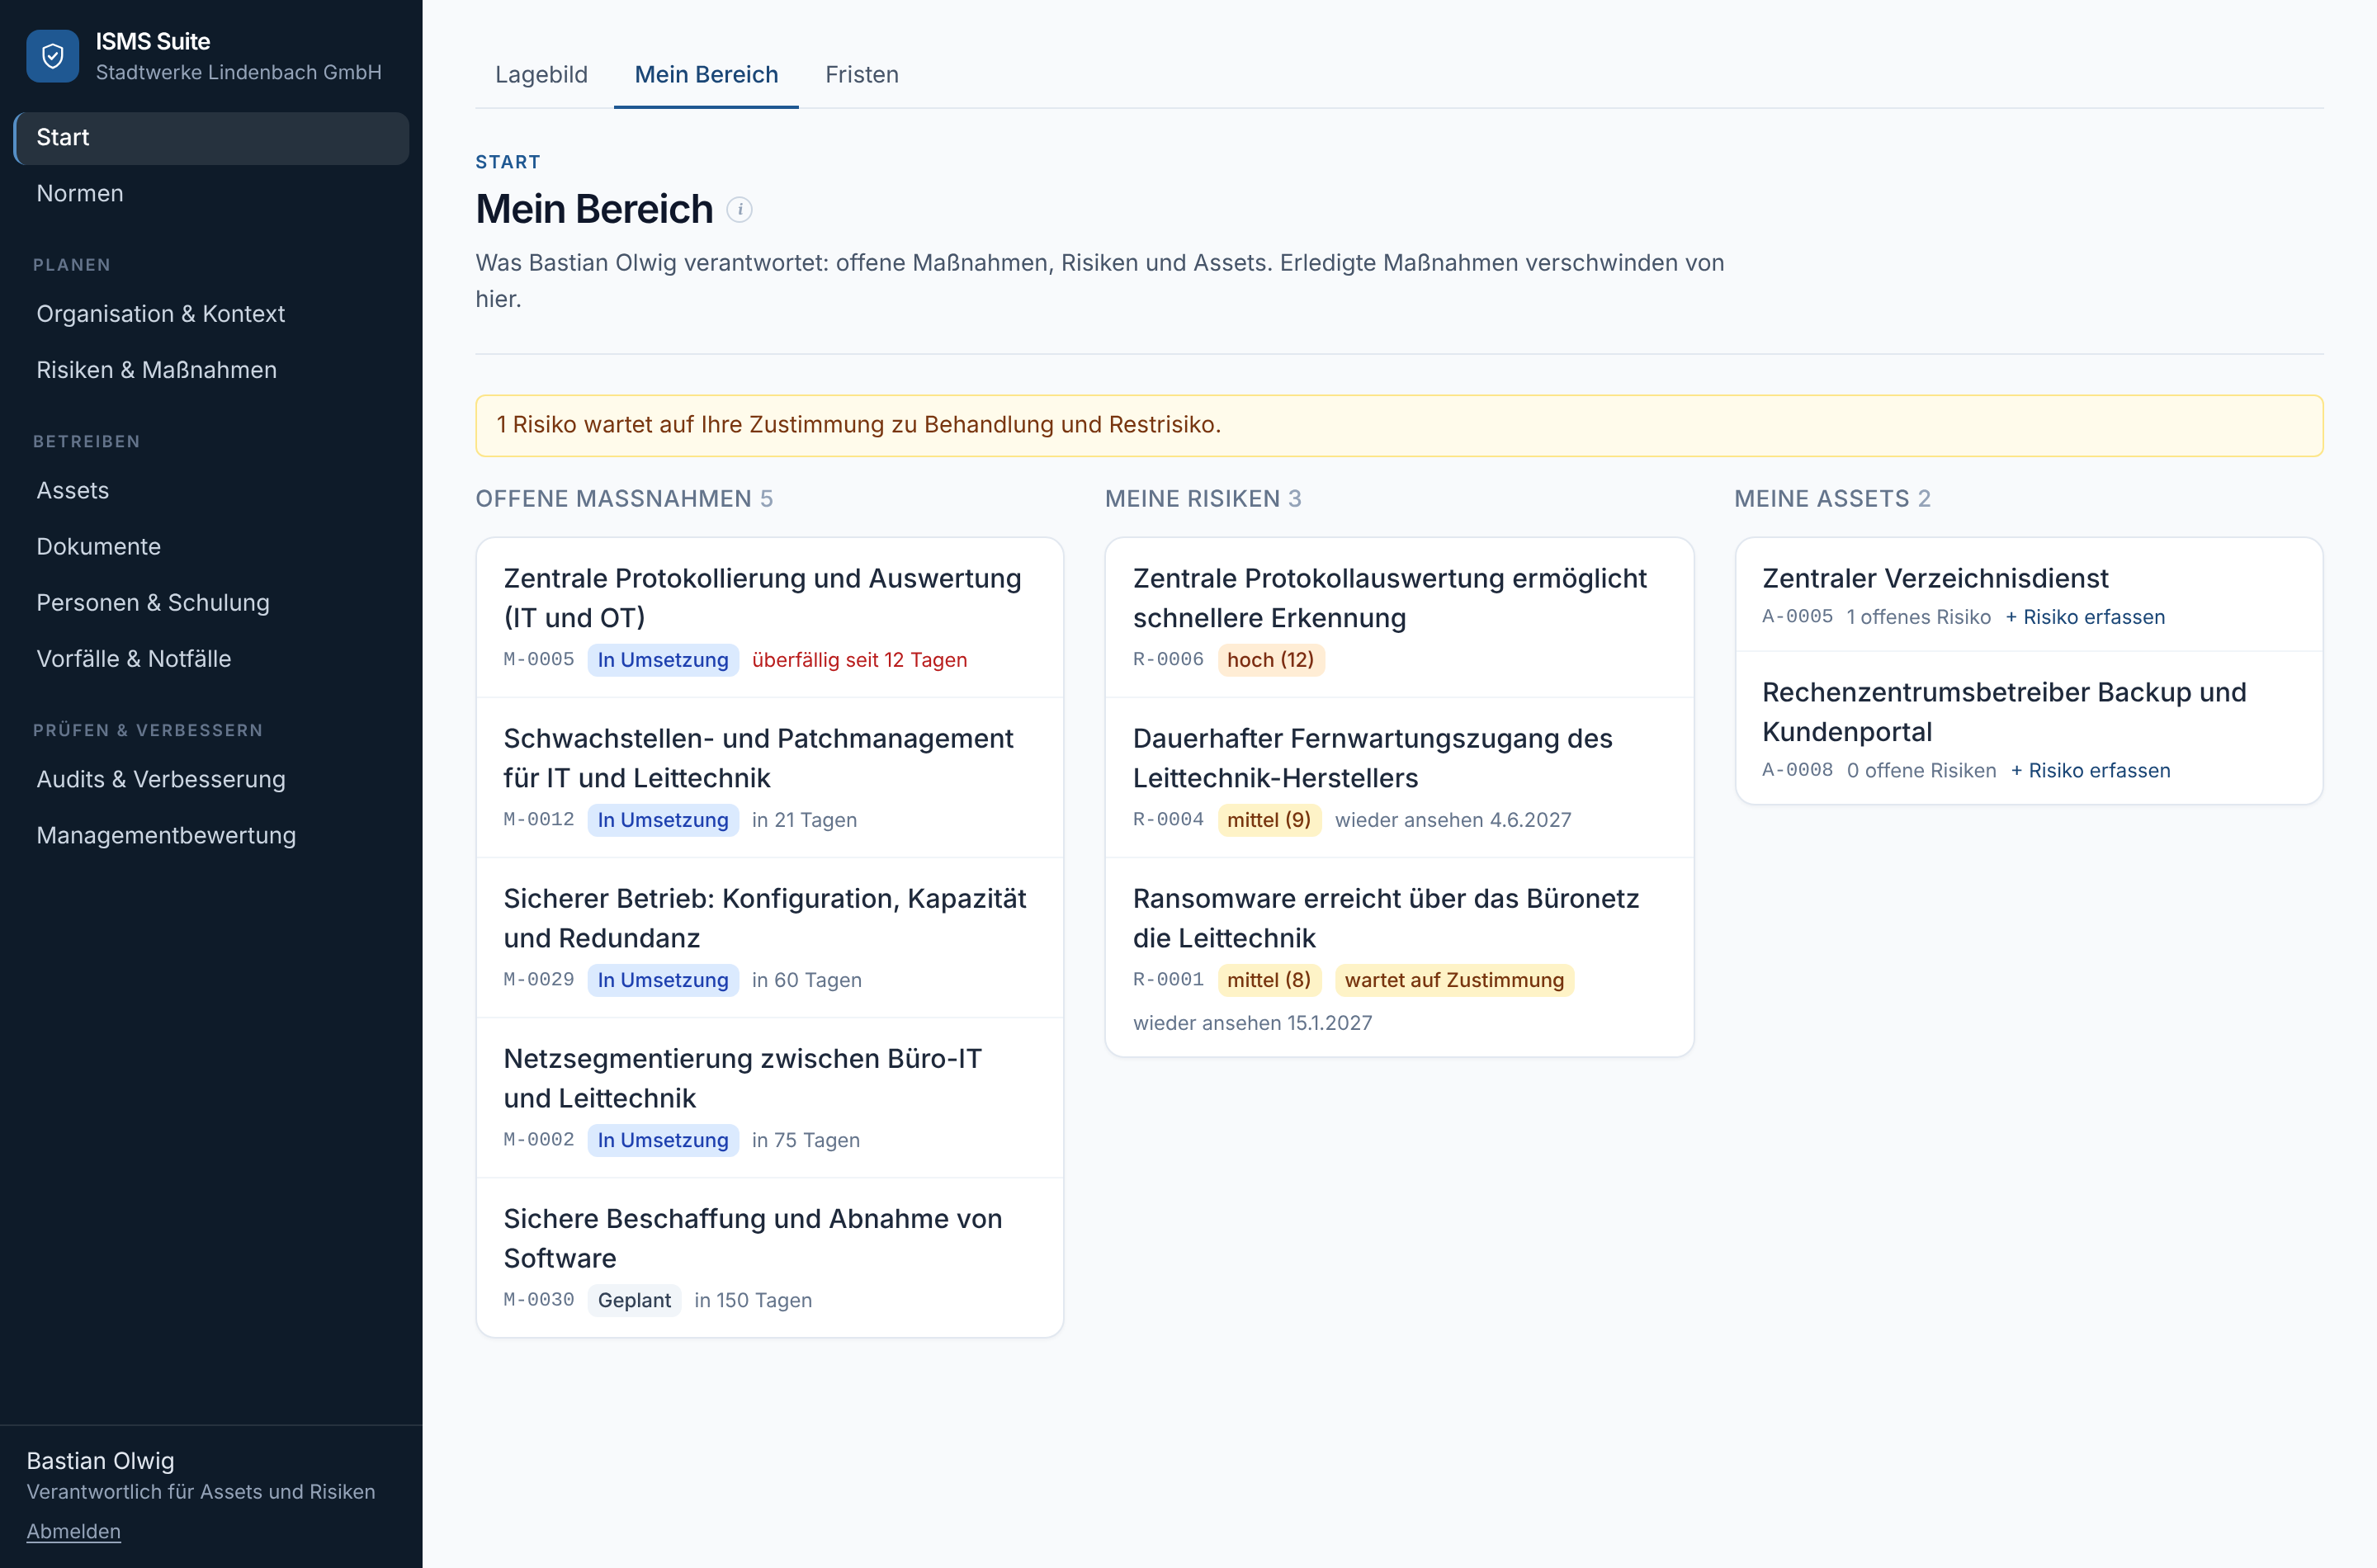 ISMS Suite
Stadtwerke Lindenbach GmbH
Start
Normen
PLANEN
Organisation & Kontext
Risiken & Maßnahmen
BETREIBEN
Assets
Dokumente
Personen & Schulung
Vorfälle & Notfälle
PRÜFEN & VERBESSERN
Audits & Verbesserung
Managementbewertung
Bastian Olwig
Verantwortlich für Assets und Risiken
Abmelden
Lagebild Mein Bereich Fristen
START
Mein Bereich i
Was Bastian Olwig verantwortet: offene Maßnahmen, Risiken und Assets. Erledigte Maßnahmen verschwinden von
hier.
1 Risiko wartet auf Ihre Zustimmung zu Behandlung und Restrisiko.
OFFENE MASSNAHMEN 5
Zentrale Protokollierung und Auswertung
(IT und OT)
M-0005 In Umsetzung überfällig seit 12 Tagen
Schwachstellen- und Patchmanagement
für IT und Leittechnik
M-0012 In Umsetzung in 21 Tagen
Sicherer Betrieb: Konfiguration, Kapazität
und Redundanz
M-0029 In Umsetzung in 60 Tagen
Netzsegmentierung zwischen Büro-IT
und Leittechnik
M-0002 In Umsetzung in 75 Tagen
Sichere Beschaffung und Abnahme von
Software
M-0030 Geplant in 150 Tagen
MEINE RISIKEN 3
Zentrale Protokollauswertung ermöglicht
schnellere Erkennung
R-0006 hoch (12)
Dauerhafter Fernwartungszugang des
Leittechnik-Herstellers
R-0004 mittel (9) wieder ansehen 4.6.2027
Ransomware erreicht über das Büronetz
die Leittechnik
R-0001 mittel (8) wartet auf Zustimmung
wieder ansehen 15.1.2027
MEINE ASSETS 2
Zentraler Verzeichnisdienst
A-0005 1 offenes Risiko + Risiko erfassen
Rechenzentrumsbetreiber Backup und
Kundenportal
A-0008 0 offene Risiken + Risiko erfassen